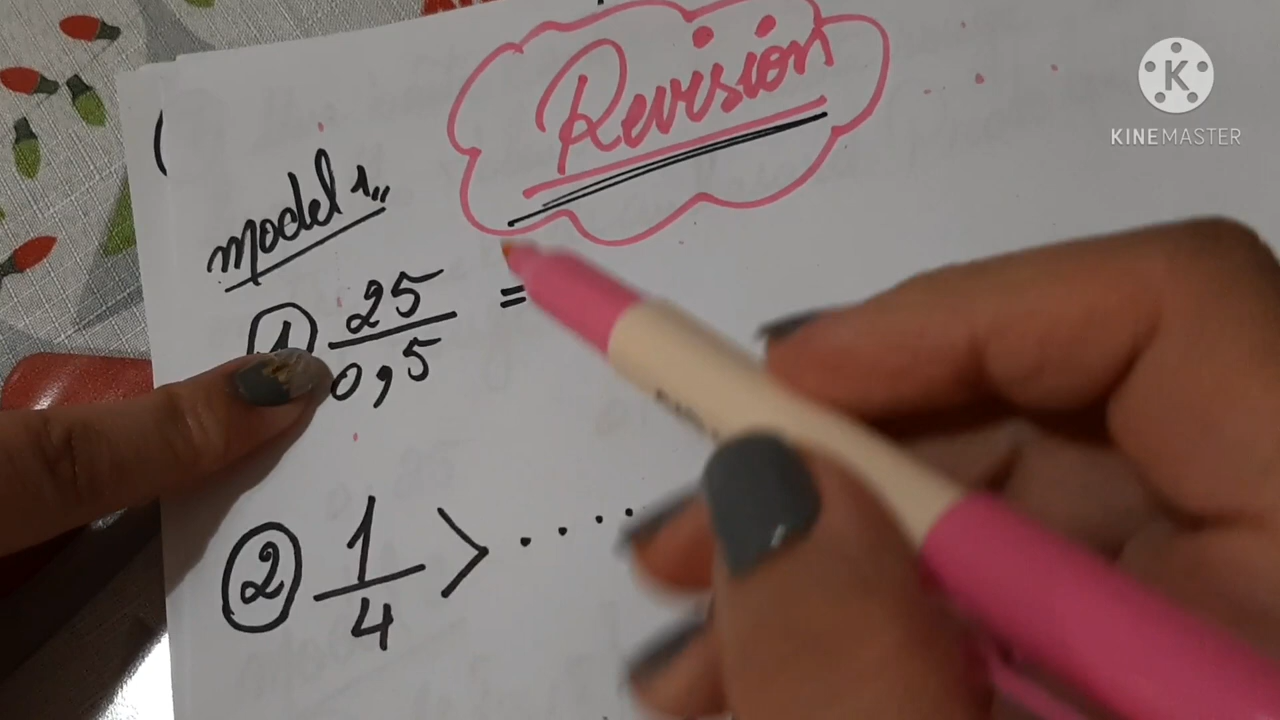 Revision
model 1
① 25/0,5 =
② 1/4 > .....
K
KINEMASTER